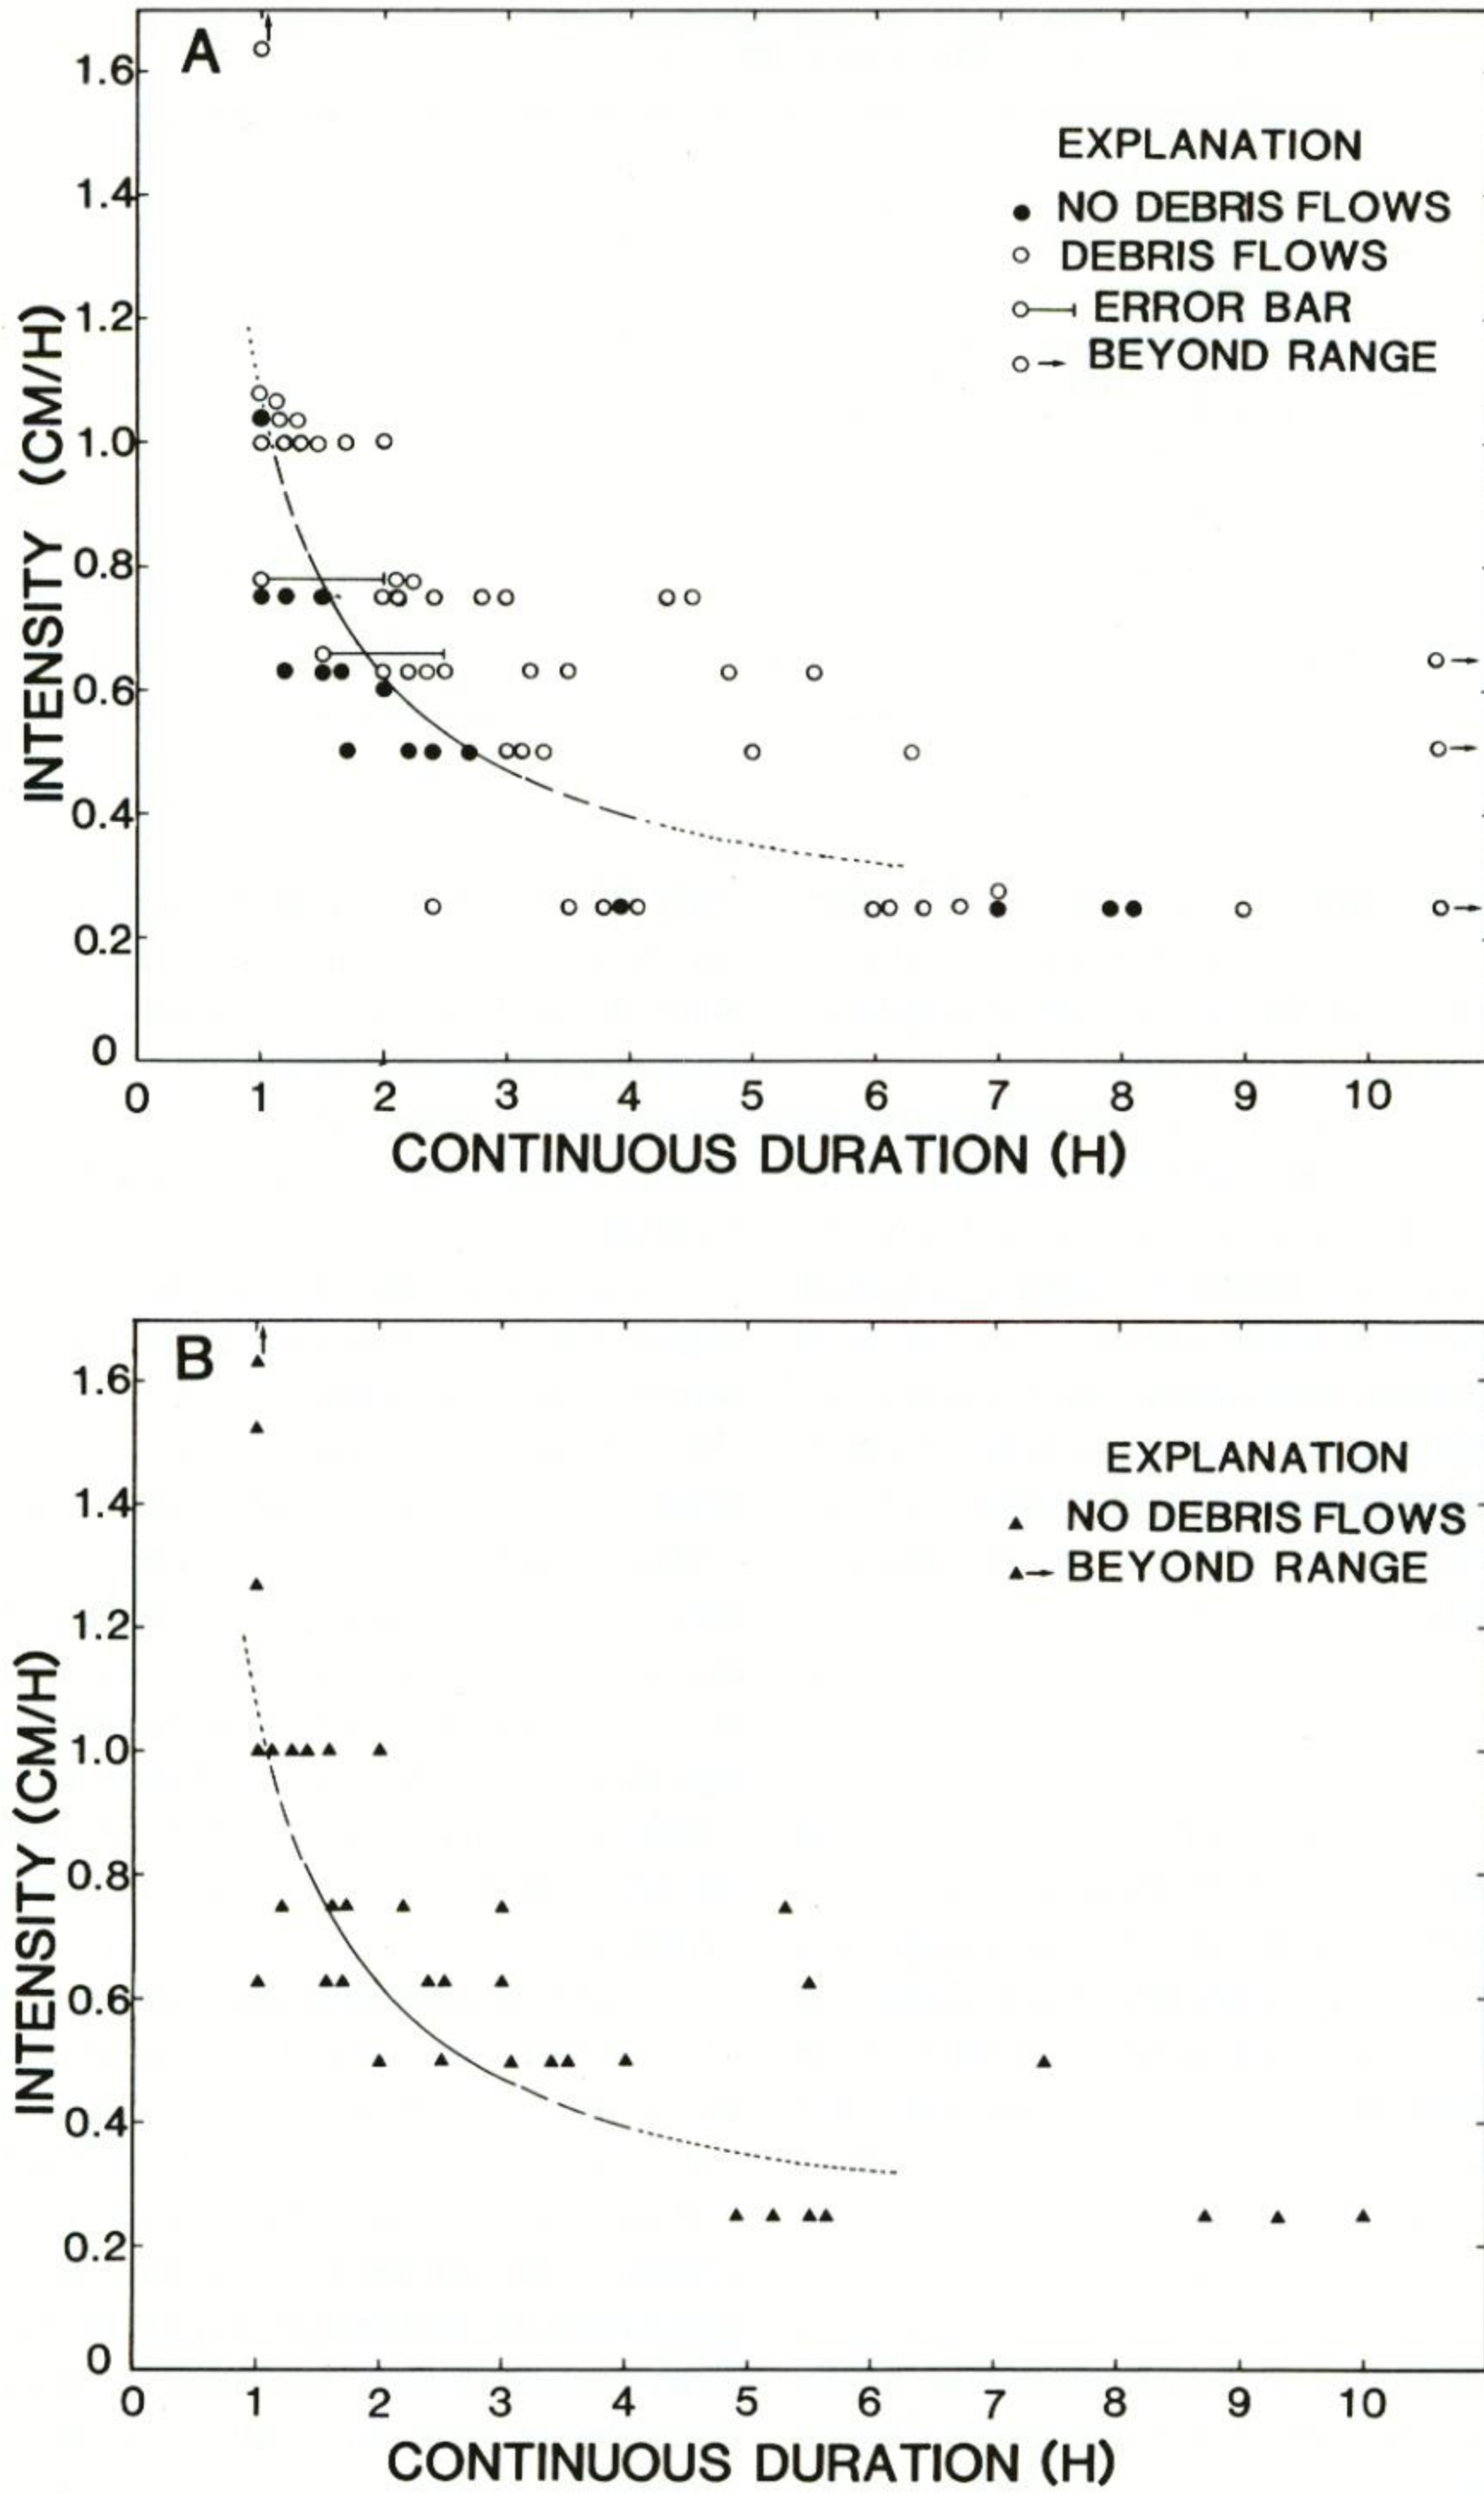 A
1.6
1.4
1.2
1.0
0.8
0.6
0.4
0.2
0
INTENSITY (CM/H)
EXPLANATION
NO DEBRIS FLOWS
DEBRIS FLOWS
ERROR BAR
BEYOND RANGE
0 1 2 3 4 5 6 7 8 9 10
CONTINUOUS DURATION (H)
B
1.6
1.4
1.2
1.0
0.8
0.6
0.4
0.2
0
INTENSITY (CM/H)
EXPLANATION
NO DEBRIS FLOWS
BEYOND RANGE
0 1 2 3 4 5 6 7 8 9 10
CONTINUOUS DURATION (H)